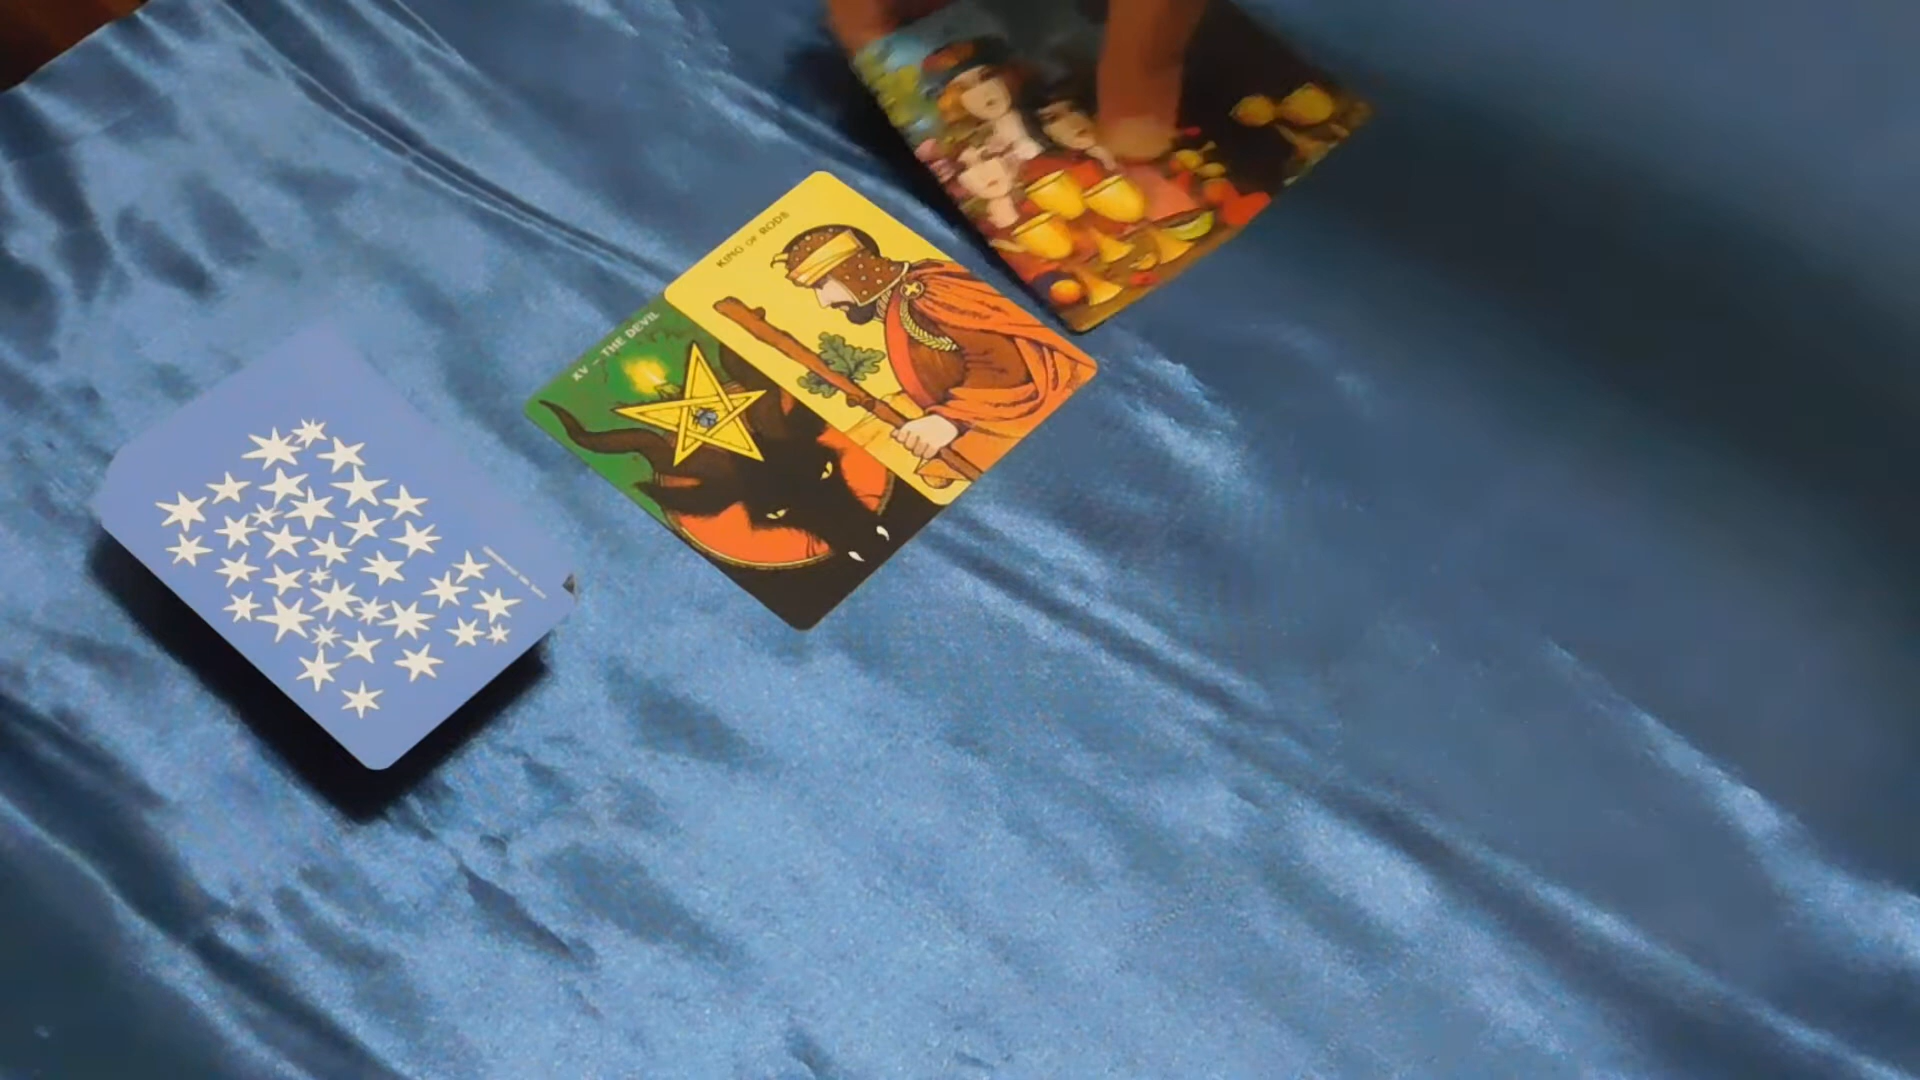 KING OF RODS
XV – THE DEVIL